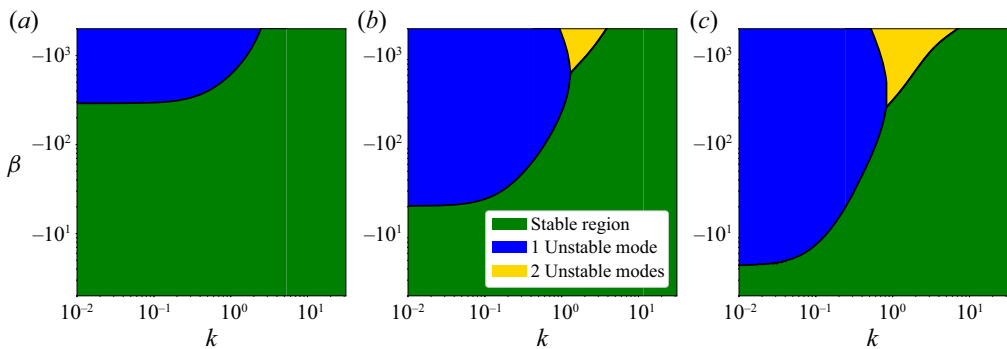 (a)
(b)
(c)
β
–10³
–10²
–10¹
10⁻²
10⁻¹
10⁰
10¹
k
–10³
–10²
–10¹
10⁻²
10⁻¹
10⁰
10¹
k
Stable region
1 Unstable mode
2 Unstable modes
–10³
–10²
–10¹
10⁻²
10⁻¹
10⁰
10¹
k